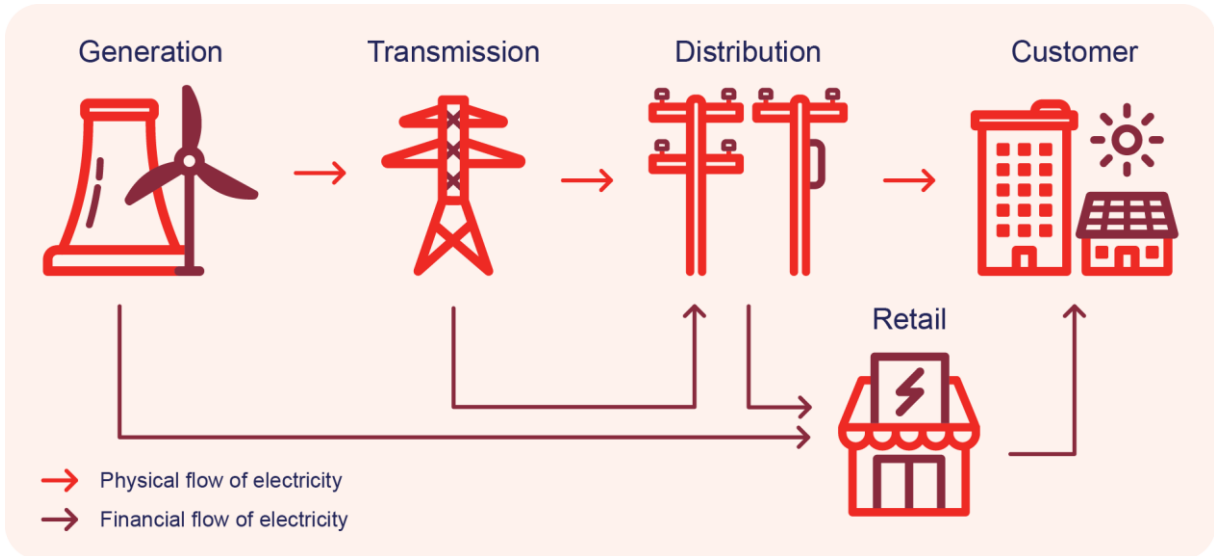 Generation
Transmission
Distribution
Customer
Retail
Physical flow of electricity
Financial flow of electricity